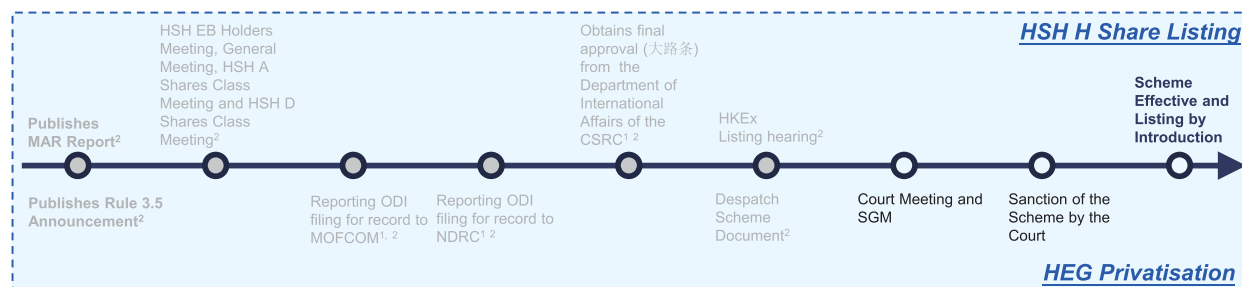 HSH H Share Listing
HSH EB Holders
Meeting, General
Meeting, HSH A
Shares Class
Meeting and HSH D
Shares Class
Meeting²
Obtains final
approval (大路条)
from the
Department of
International
Affairs of the
CSRC¹ ²
Publishes
MAR Report²
HKEx
Listing hearing²
Scheme
Effective and
Listing by
Introduction
Publishes Rule 3.5
Announcement²
Reporting ODI
filing for record to
MOFCOM¹, ²
Reporting ODI
filing for record to
NDRC¹ ²
Despatch
Scheme
Document²
Court Meeting and
SGM
Sanction of the
Scheme by the
Court
HEG Privatisation